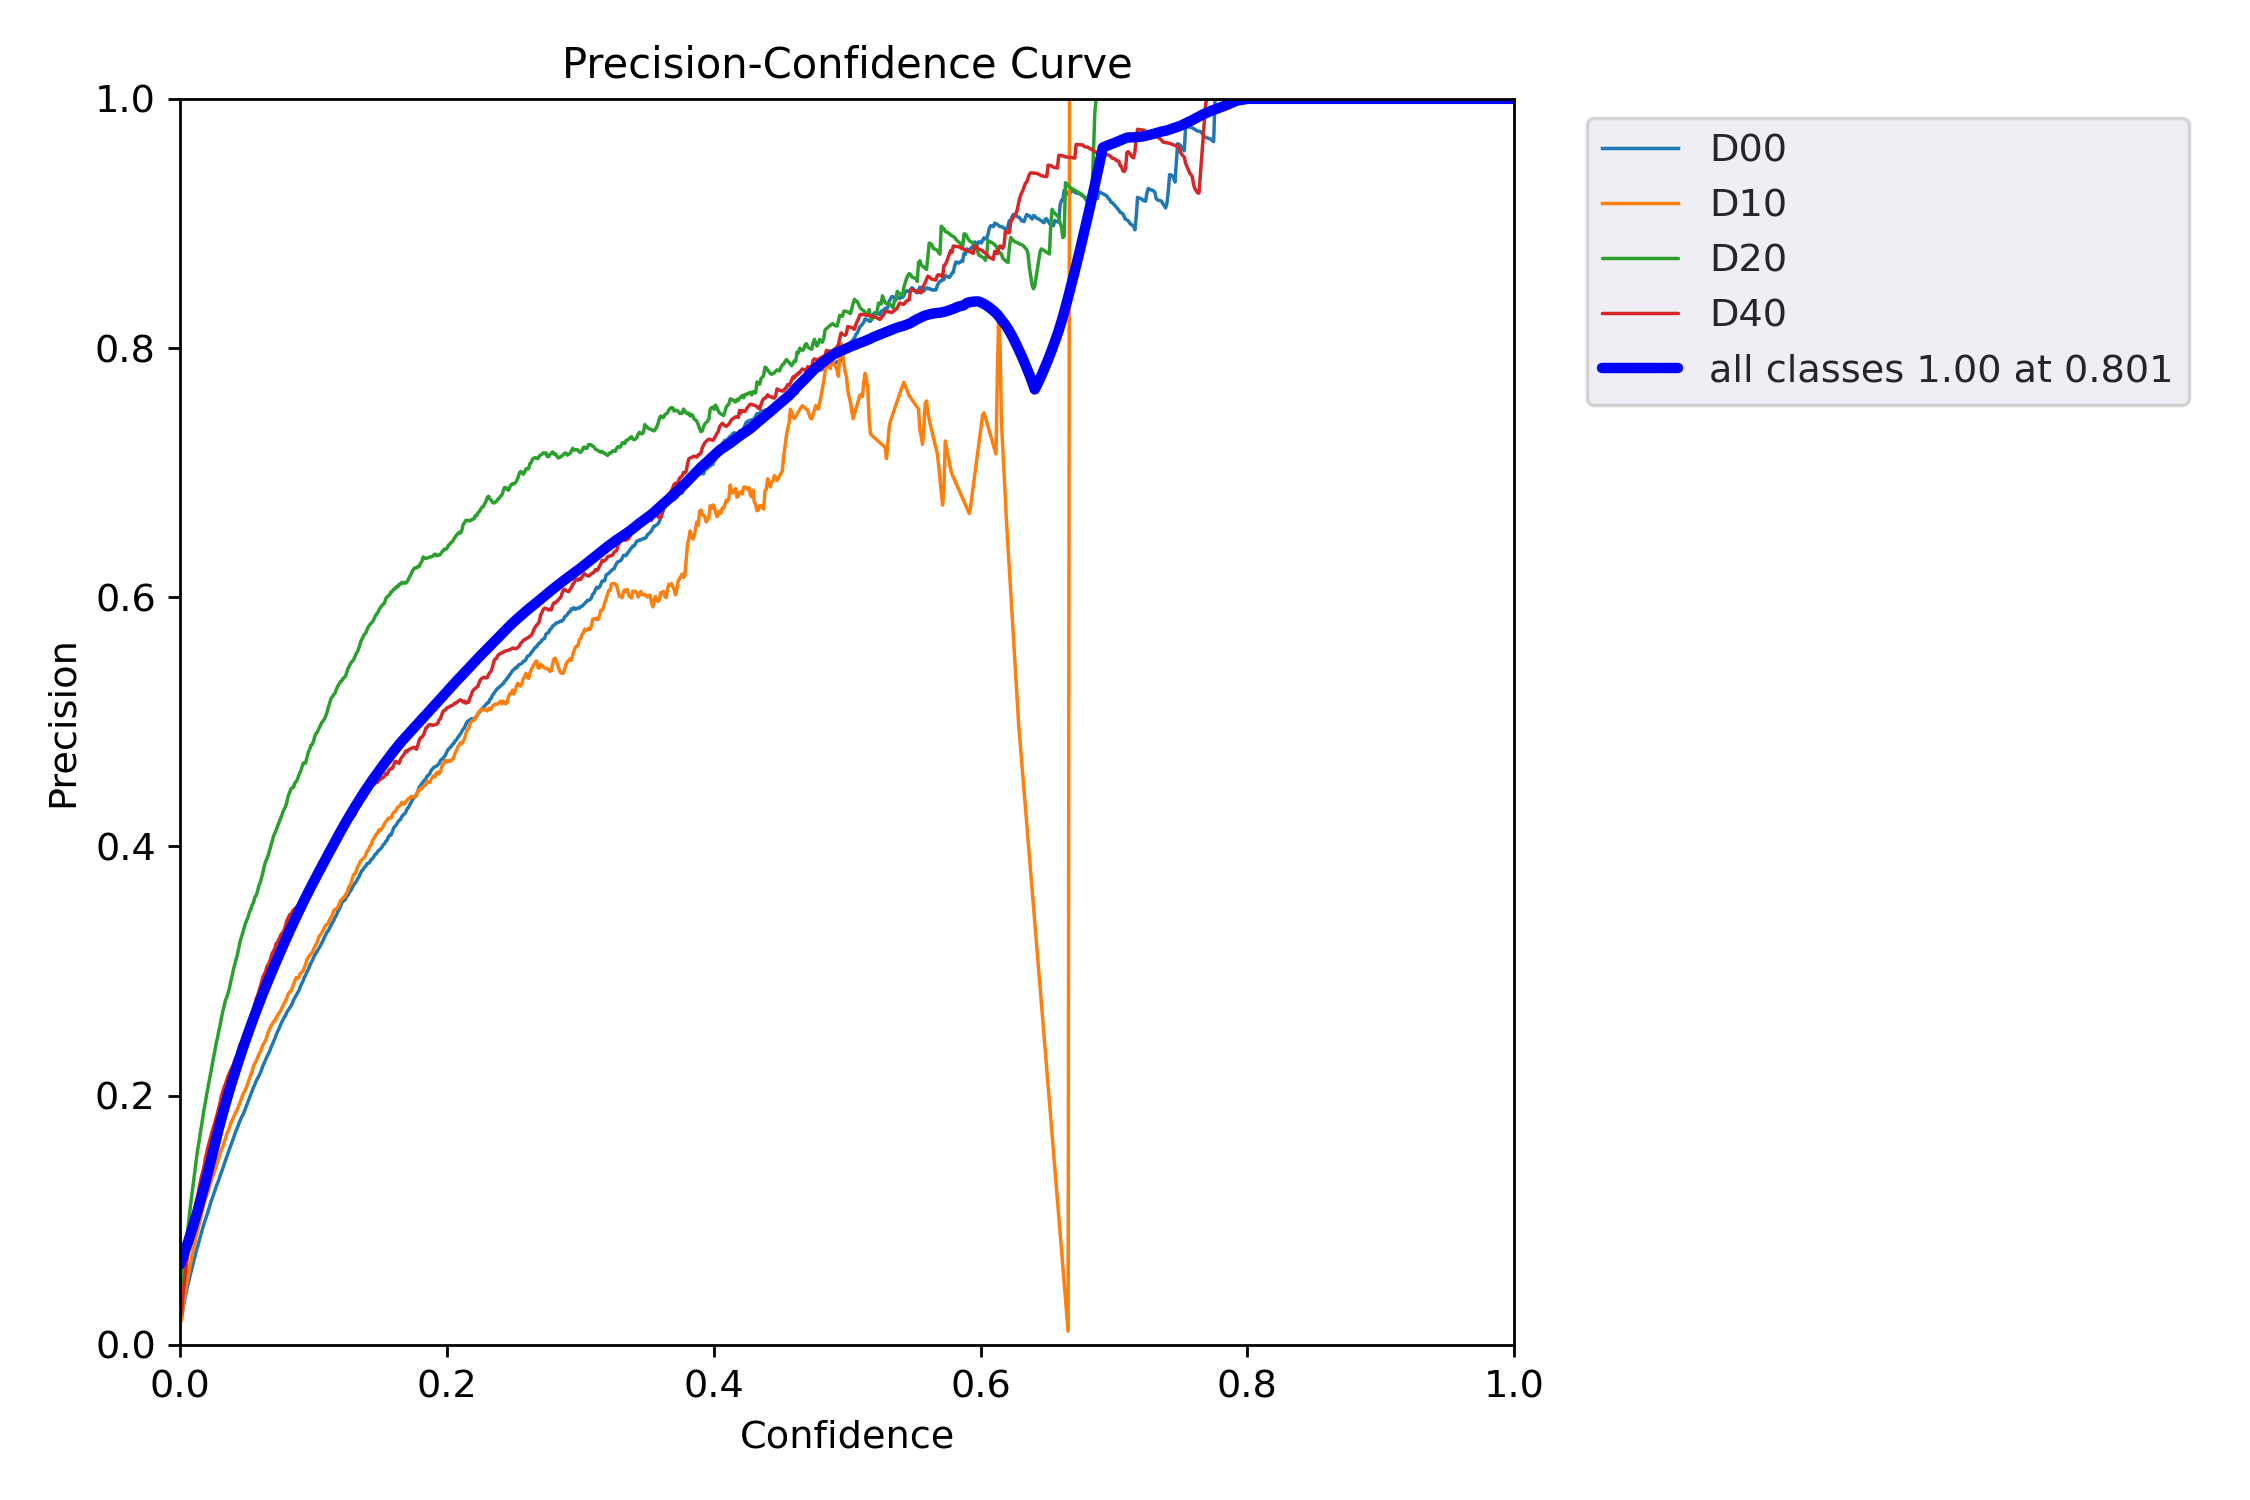 Precision-Confidence Curve
1.0
0.8
0.6
0.4
0.2
0.0
Precision
0.0 0.2 0.4 0.6 0.8 1.0
Confidence
D00
D10
D20
D40
all classes 1.00 at 0.801